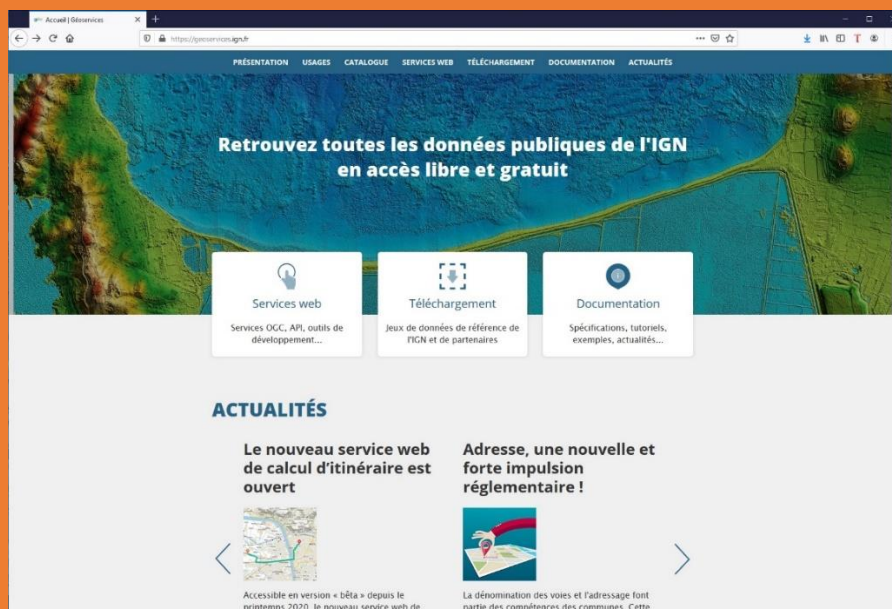 Accueil | Géoservices
https://geoservices.ign.fr
PRÉSENTATION USAGES CATALOGUE SERVICES WEB TÉLÉCHARGEMENT DOCUMENTATION ACTUALITÉS
Retrouvez toutes les données publiques de l'IGN
en accès libre et gratuit
Services web
Services OGC, API, outils de
développement...
Téléchargement
Jeux de données de référence de
l'IGN et de partenaires
Documentation
Spécifications, tutoriels,
exemples, actualités...
ACTUALITÉS
Le nouveau service web
de calcul d'itinéraire est
ouvert
Accessible en version « bêta » depuis le
printemps 2020, le nouveau service web de
Adresse, une nouvelle et
forte impulsion
réglementaire !
La dénomination des voies et l'adressage font
partie des compétences des communes. Cette